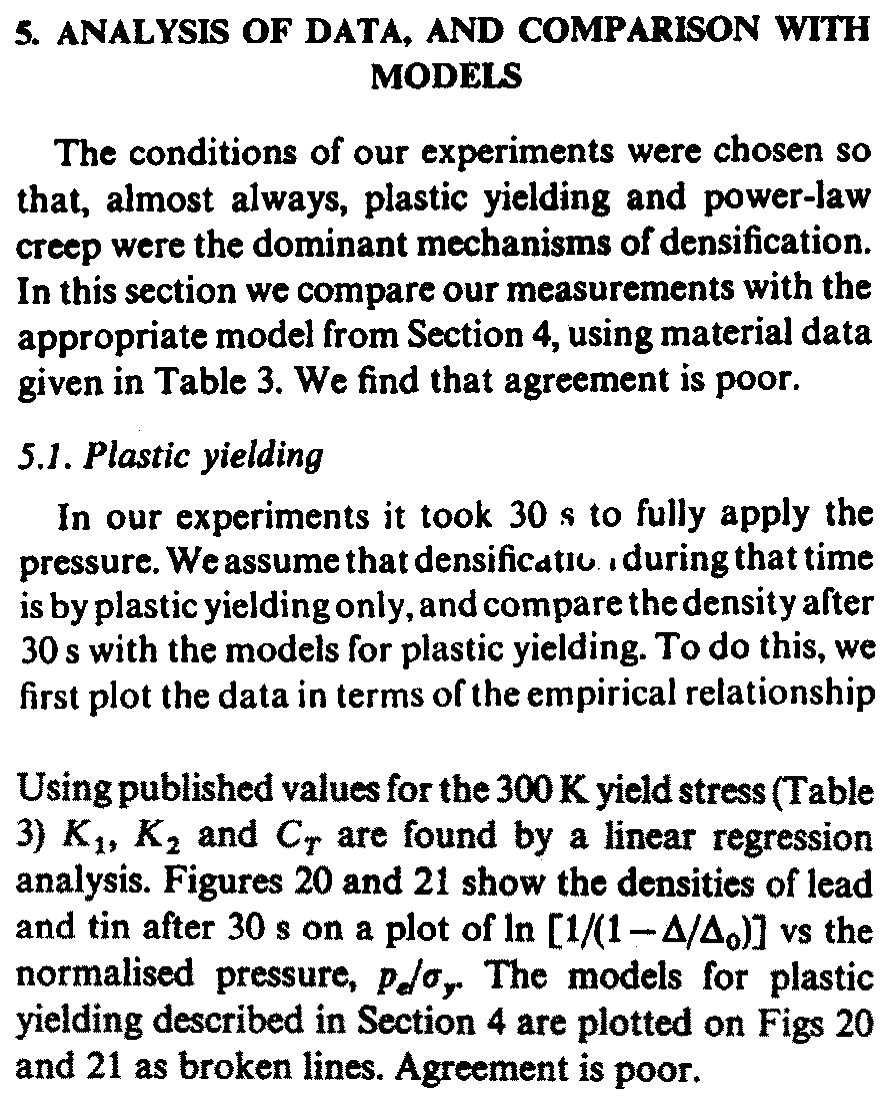 5. ANALYSIS OF DATA, AND COMPARISON WITH
MODELS
The conditions of our experiments were chosen so
that, almost always, plastic yielding and power-law
creep were the dominant mechanisms of densification.
In this section we compare our measurements with the
appropriate model from Section 4, using material data
given in Table 3. We find that agreement is poor.
5.1. Plastic yielding
In our experiments it took 30 s to fully apply the
pressure. We assume that during that time
is by plastic yielding only, and compare the density after
30 s with the models for plastic yielding. To do this, we
first plot the data in terms of the empirical relationship
Using published values for the 300 K yield stress (Table
3) K₁, K₂ and C_T are found by a linear regression
analysis. Figures 20 and 21 show the densities of lead
and tin after 30 s on a plot of ln [1/(1−Δ/Δ₀)] vs the
normalised pressure, pₑ/σ_y. The models for plastic
yielding described in Section 4 are plotted on Figs 20
and 21 as broken lines. Agreement is poor.